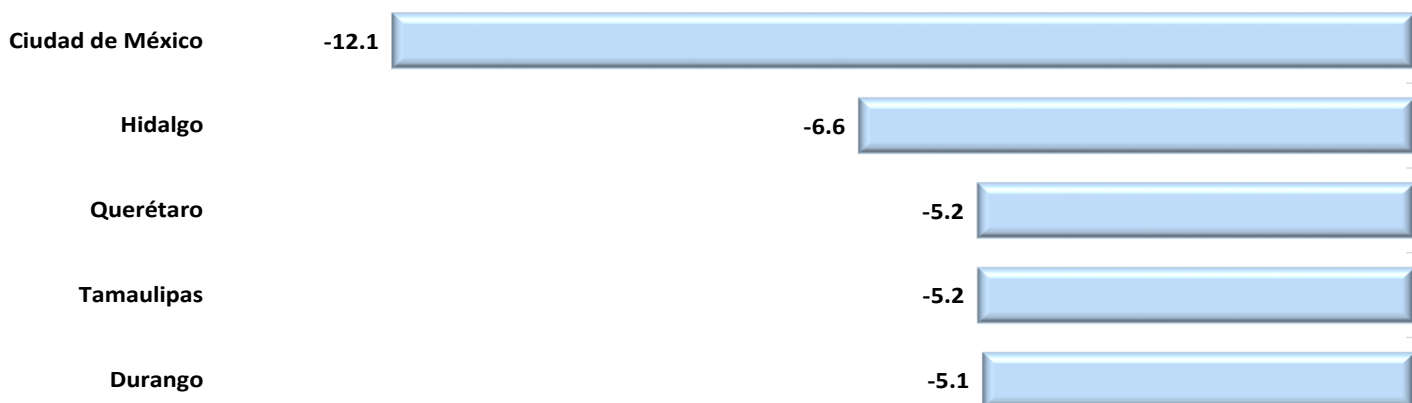 Ciudad de México -12.1
Hidalgo -6.6
Querétaro -5.2
Tamaulipas -5.2
Durango -5.1